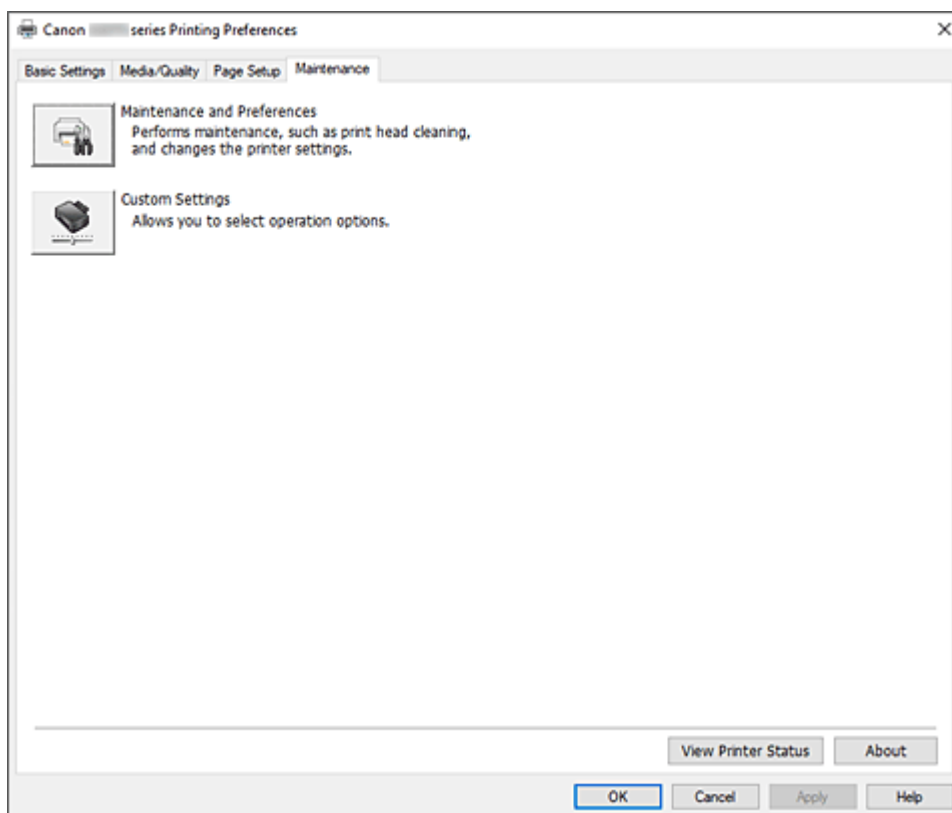 Canon series Printing Preferences
Basic Settings Media/Quality Page Setup Maintenance
Maintenance and Preferences
Performs maintenance, such as print head cleaning,
and changes the printer settings.
Custom Settings
Allows you to select operation options.
View Printer Status About
OK Cancel Apply Help